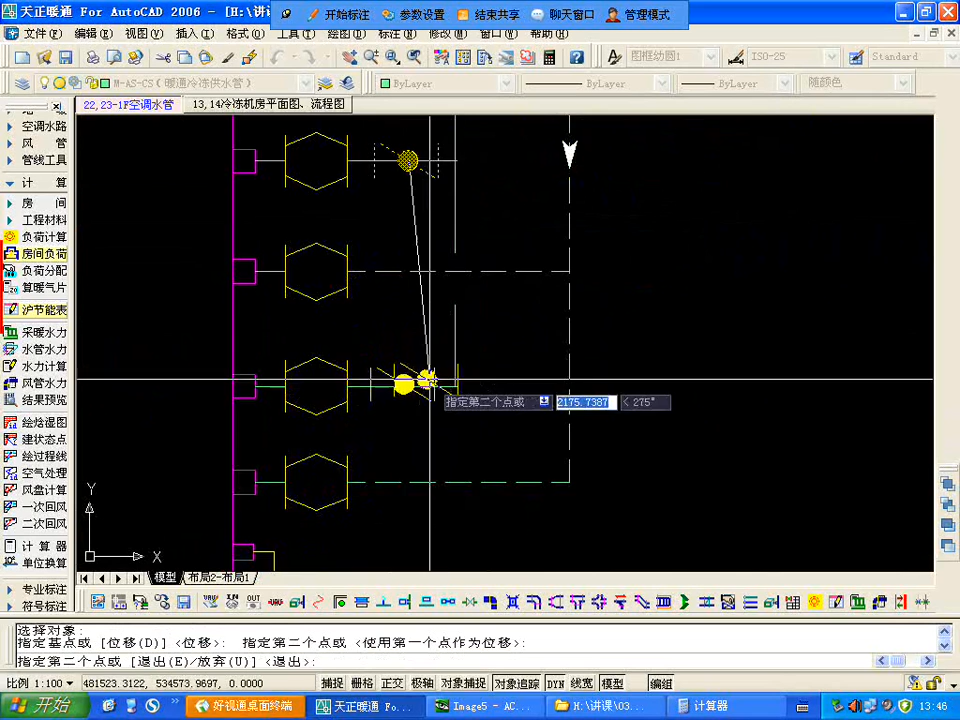 天正暖通 For AutoCAD 2006 - [H:\讲课
开始标注 参数设置 结束共享 聊天窗口 管理模式
文件(F) 编辑(E) 视图(V) 插入(I) 格式(O) 工具(T) 绘图(D) 标注(N) 修改(M) 窗口(W) 帮助(H)
图框幼圆 ISO-25 Standard
M-AS-CS(暖通冷冻供水管) ByLayer ByLayer ByLayer 随颜色
22,23-1F空调水管 13,14冷冻机房平面图、流程图
空调水路
风 管
管线工具
计 算
房 间
工程材料
负荷计算
房间负荷
负荷分配
算暖气片
沪节能表
采暖水力
水管水力
水力计算
风管水力
结果预览
绘焓湿图
建状态点
绘过程线
空气处理
风盘计算
一次回风
二次回风
计 算 器
单位换算
专业标注
符号标注
指定第二个点或 2175.7387 < 275°
Y
X
模型 布局2-布局1
选择对象:
指定基点或 [位移(D)] <位移>: 指定第二个点或 <使用第一个点作为位移>:
指定第二个点或 [退出(E)/放弃(U)] <退出>:
比例 1:100 481523.3122, 534573.9697, 0.0000 捕捉 栅格 正交 极轴 对象捕捉 对象追踪 DYN 线宽 模型 编组
开始 好视通桌面终端 天正暖通 Fo... Image5 - AC... H:\讲课\03... 计算器 13:46